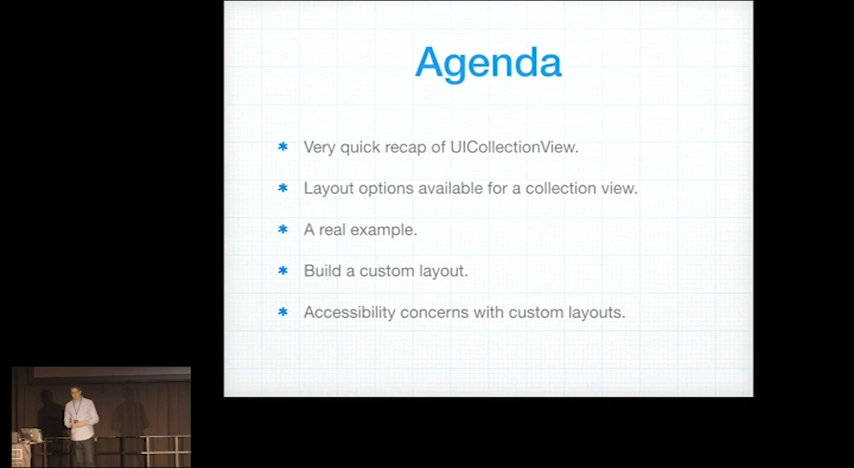 Agenda
* Very quick recap of UICollectionView.
* Layout options available for a collection view.
* A real example.
* Build a custom layout.
* Accessibility concerns with custom layouts.